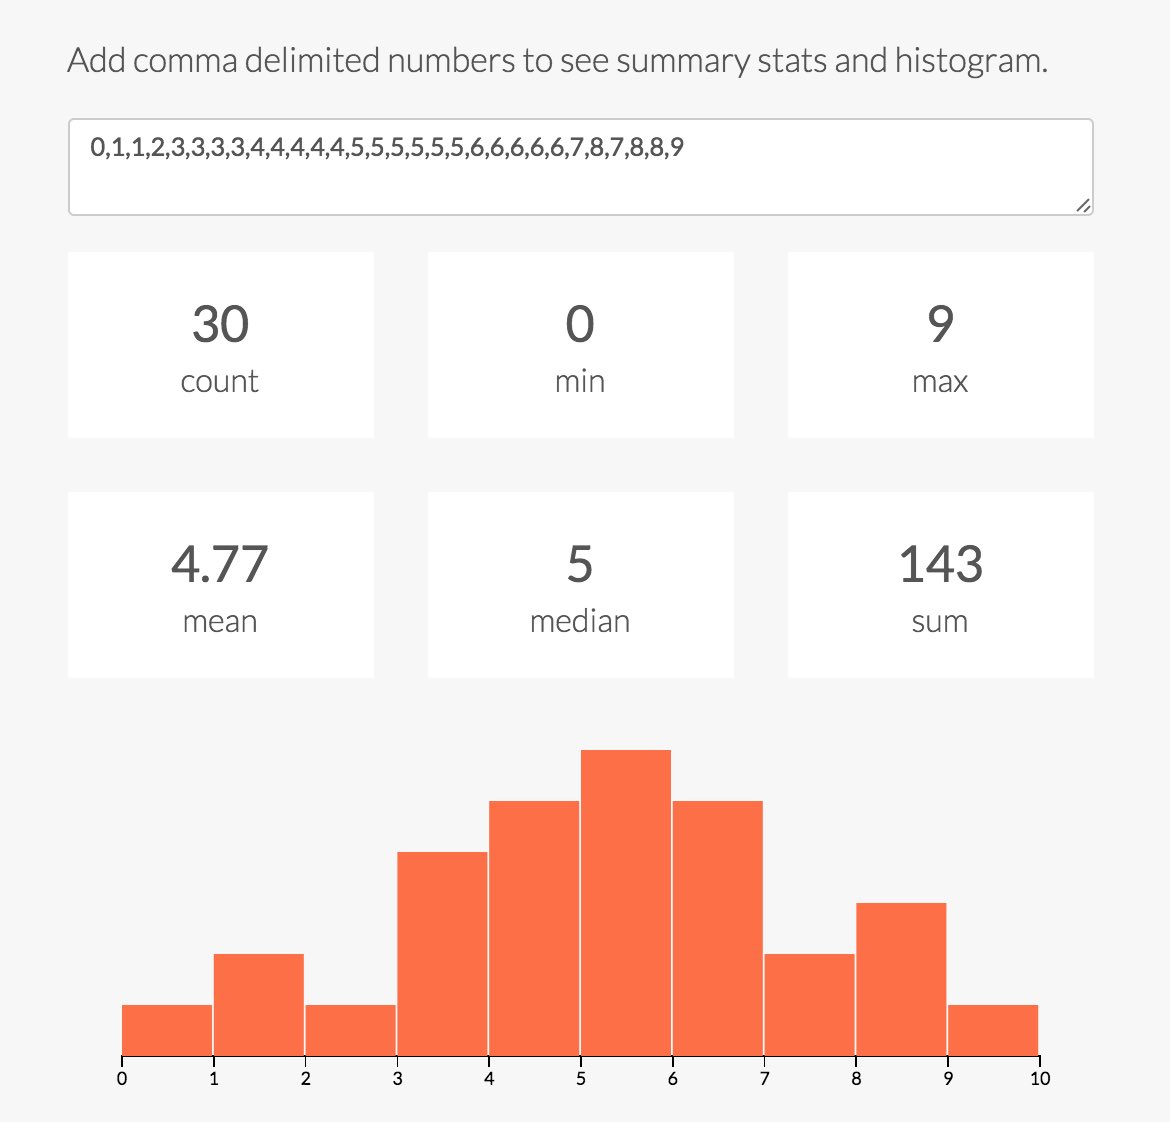 Add comma delimited numbers to see summary stats and histogram.
0,1,1,2,3,3,3,3,4,4,4,4,4,5,5,5,5,5,5,6,6,6,6,6,7,8,7,8,8,9
30
count
0
min
9
max
4.77
mean
5
median
143
sum
0 1 2 3 4 5 6 7 8 9 10